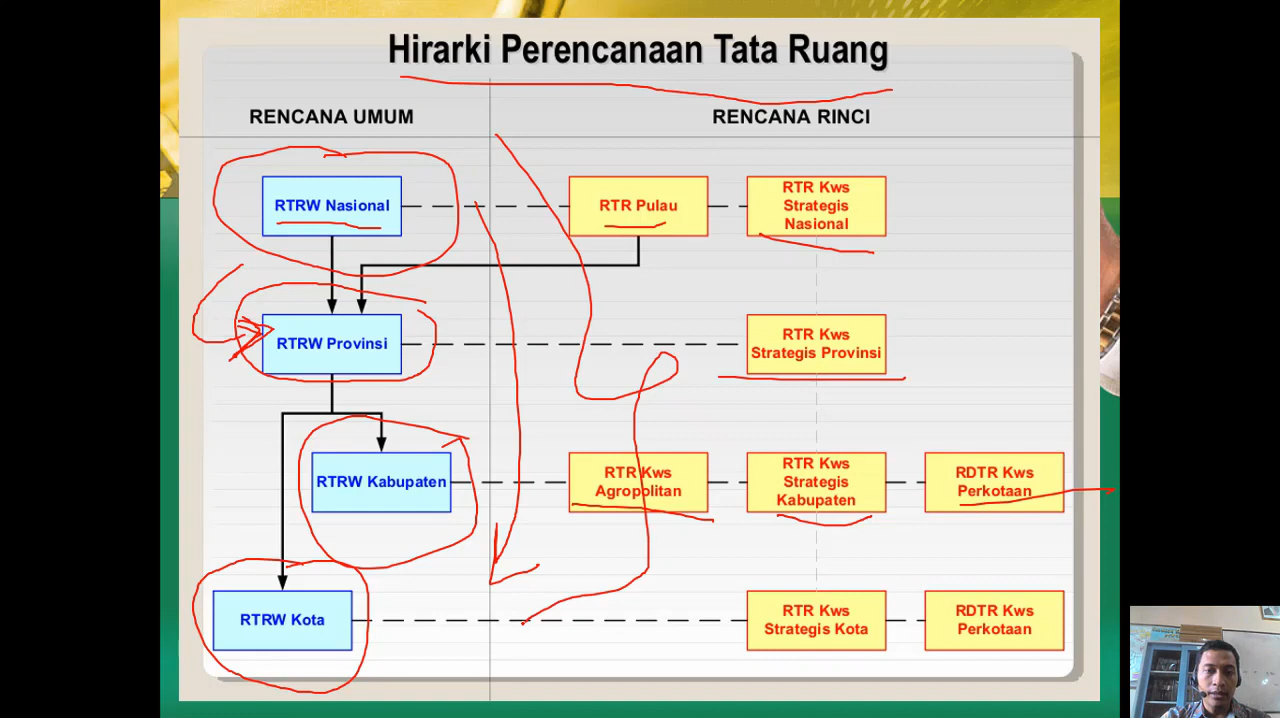 Hirarki Perencanaan Tata Ruang
RENCANA UMUM
RENCANA RINCI
RTRW Nasional
RTR Pulau
RTR Kws
Strategis
Nasional
RTRW Provinsi
RTR Kws
Strategis Provinsi
RTRW Kabupaten
RTR Kws
Agropolitan
RTR Kws
Strategis
Kabupaten
RDTR Kws
Perkotaan
RTRW Kota
RTR Kws
Strategis Kota
RDTR Kws
Perkotaan